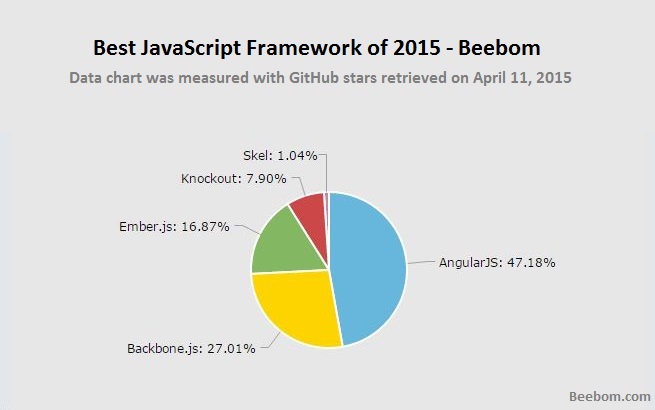 Best JavaScript Framework of 2015 - Beebom
Data chart was measured with GitHub stars retrieved on April 11, 2015
Skel: 1.04%
Knockout: 7.90%
Ember.js: 16.87%
AngularJS: 47.18%
Backbone.js: 27.01%
Beebom.com